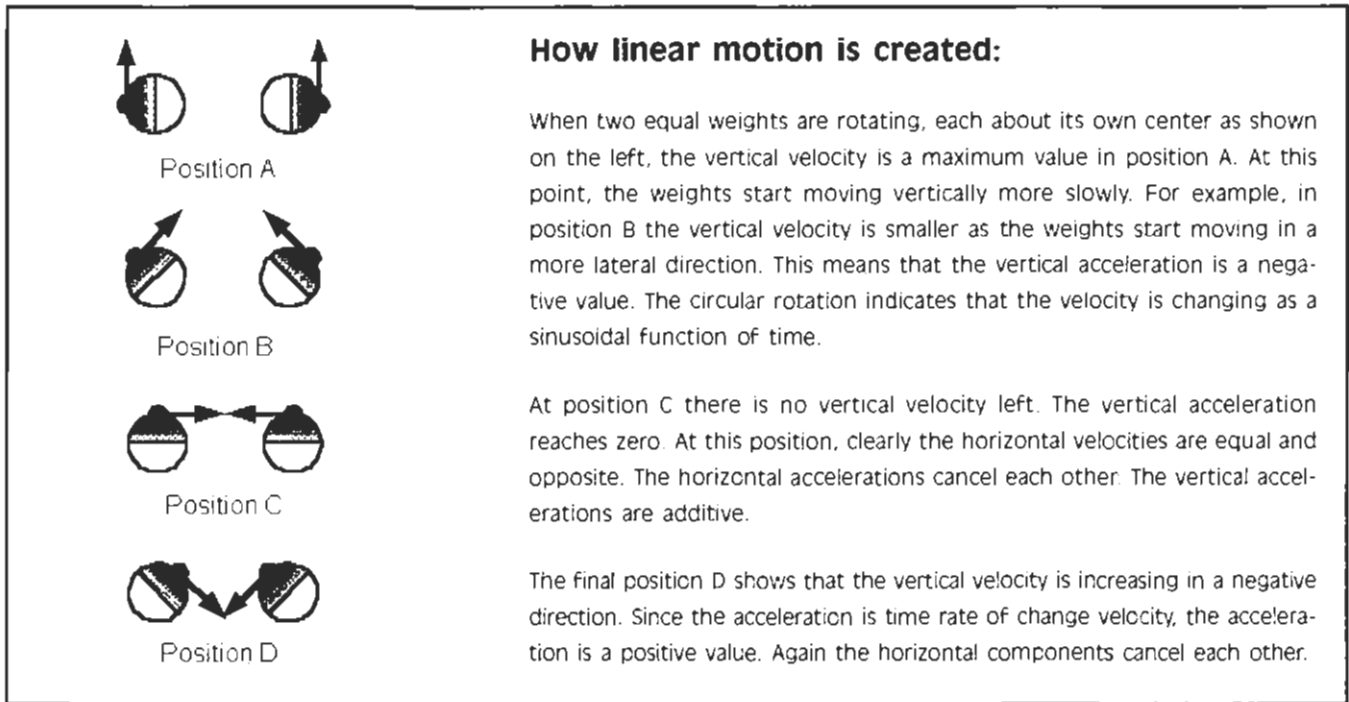 How linear motion is created:
When two equal weights are rotating, each about its own center as shown
on the left, the vertical velocity is a maximum value in position A. At this
point, the weights start moving vertically more slowly. For example, in
position B the vertical velocity is smaller as the weights start moving in a
more lateral direction. This means that the vertical acceleration is a nega-
tive value. The circular rotation indicates that the velocity is changing as a
sinusoidal function of time.
At position C there is no vertical velocity left. The vertical acceleration
reaches zero. At this position, clearly the horizontal velocities are equal and
opposite. The horizontal accelerations cancel each other. The vertical accel-
erations are additive.
The final position D shows that the vertical velocity is increasing in a negative
direction. Since the acceleration is time rate of change velocity, the accelera-
tion is a positive value. Again the horizontal components cancel each other.
Position A
Position B
Position C
Position D